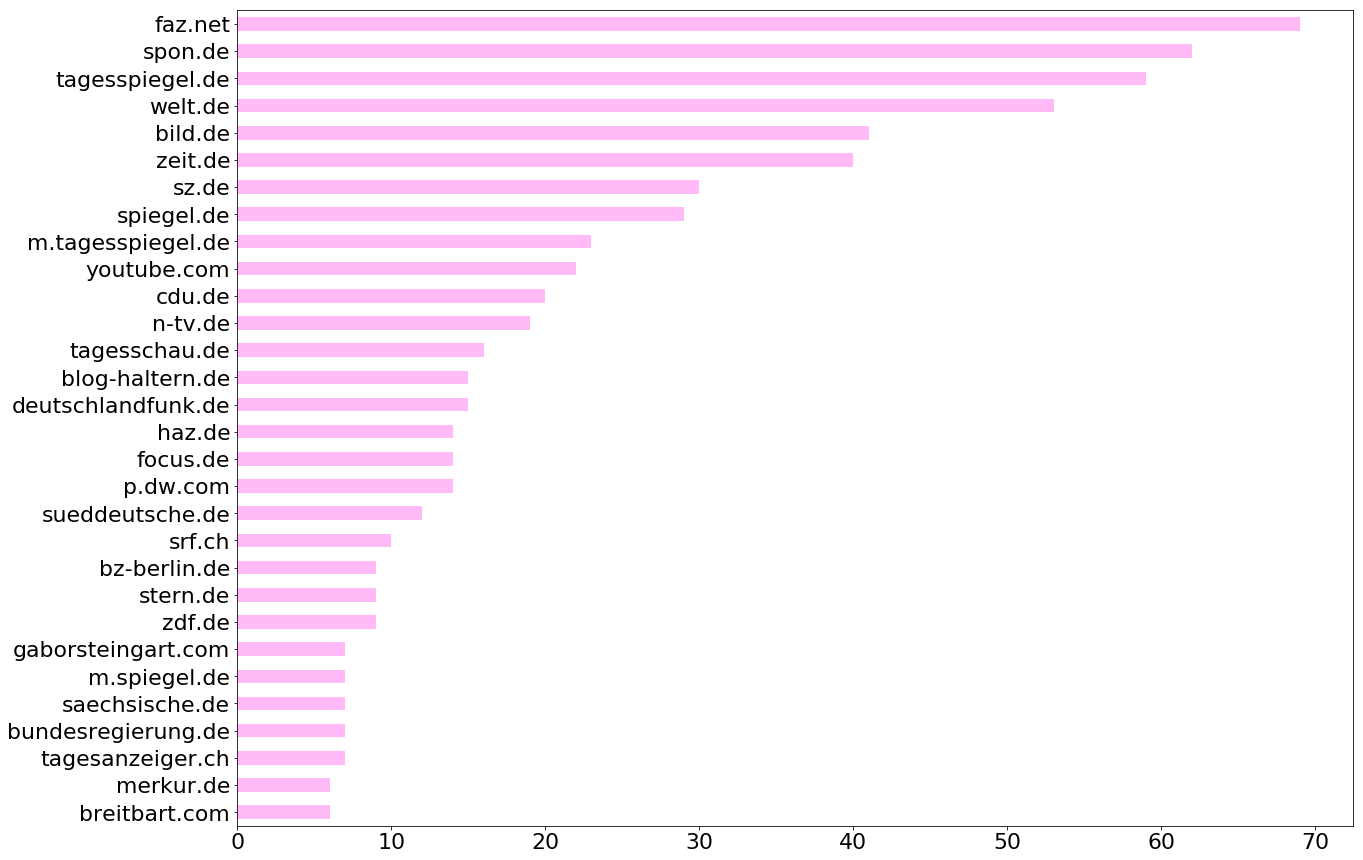 faz.net
spon.de
tagesspiegel.de
welt.de
bild.de
zeit.de
sz.de
spiegel.de
m.tagesspiegel.de
youtube.com
cdu.de
n-tv.de
tagesschau.de
blog-haltern.de
deutschlandfunk.de
haz.de
focus.de
p.dw.com
sueddeutsche.de
srf.ch
bz-berlin.de
stern.de
zdf.de
gaborsteingart.com
m.spiegel.de
saechsische.de
bundesregierung.de
tagesanzeiger.ch
merkur.de
breitbart.com
0 10 20 30 40 50 60 70